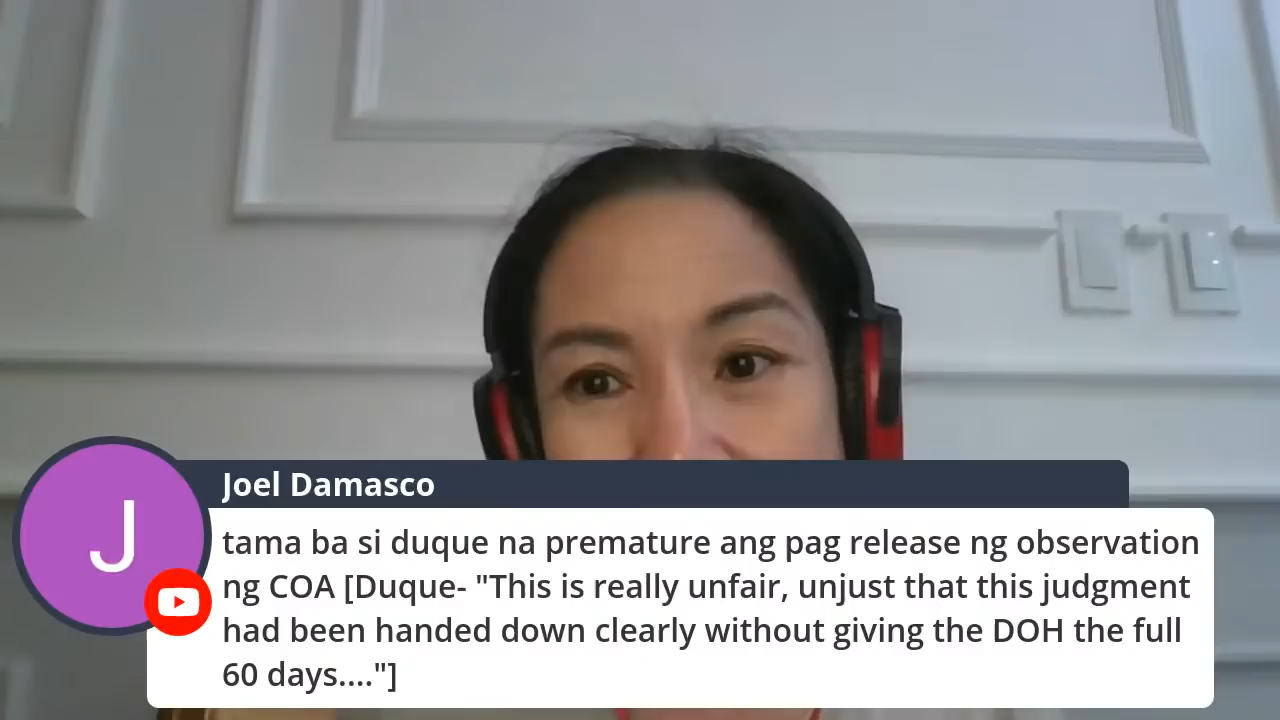 Joel Damasco
J
tama ba si duque na premature ang pag release ng observation
ng COA [Duque- "This is really unfair, unjust that this judgment
had been handed down clearly without giving the DOH the full
60 days...."]